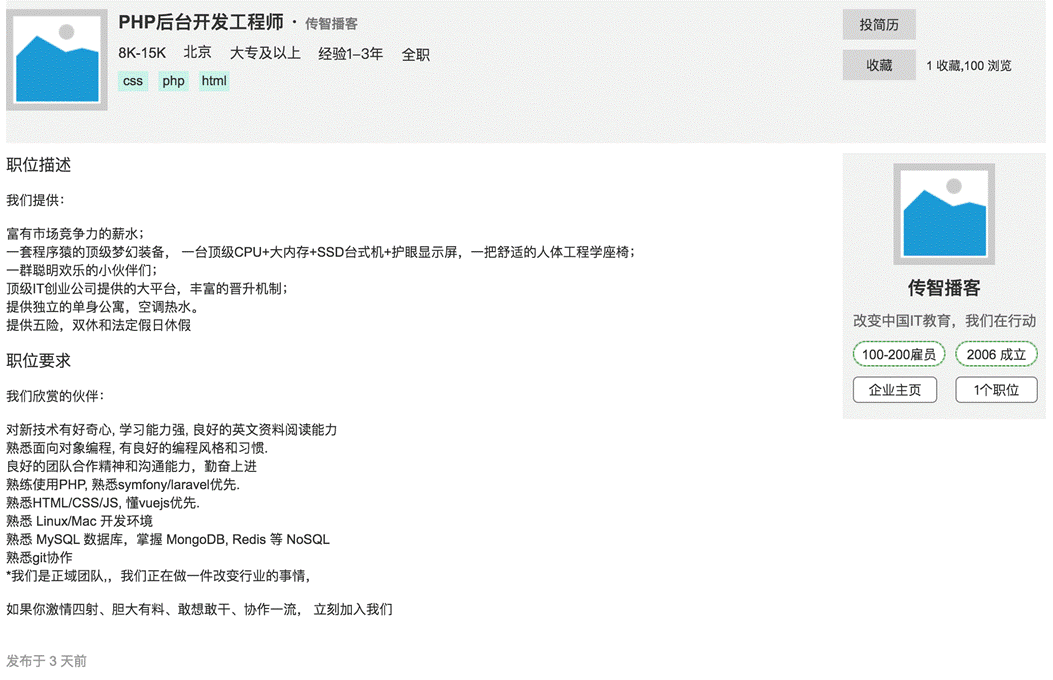 PHP后台开发工程师 · 传智播客
8K-15K 北京 大专及以上 经验1–3年 全职
css php html
投简历
收藏 1 收藏,100 浏览
职位描述
我们提供：
富有市场竞争力的薪水；
一套程序猿的顶级梦幻装备， 一台顶级CPU+大内存+SSD台式机+护眼显示屏，一把舒适的人体工程学座椅；
一群聪明欢乐的小伙伴们；
顶级IT创业公司提供的大平台，丰富的晋升机制；
提供独立的单身公寓，空调热水。
提供五险，双休和法定假日休假
职位要求
我们欣赏的伙伴：
对新技术有好奇心, 学习能力强, 良好的英文资料阅读能力
熟悉面向对象编程, 有良好的编程风格和习惯.
良好的团队合作精神和沟通能力，勤奋上进
熟练使用PHP, 熟悉symfony/laravel优先.
熟悉HTML/CSS/JS, 懂vuejs优先.
熟悉 Linux/Mac 开发环境
熟悉 MySQL 数据库，掌握 MongoDB, Redis 等 NoSQL
熟悉git协作
*我们是正域团队,，我们正在做一件改变行业的事情，
如果你激情四射、胆大有料、敢想敢干、协作一流， 立刻加入我们
发布于 3 天前
传智播客
改变中国IT教育，我们在行动
100-200雇员 2006 成立
企业主页 1个职位